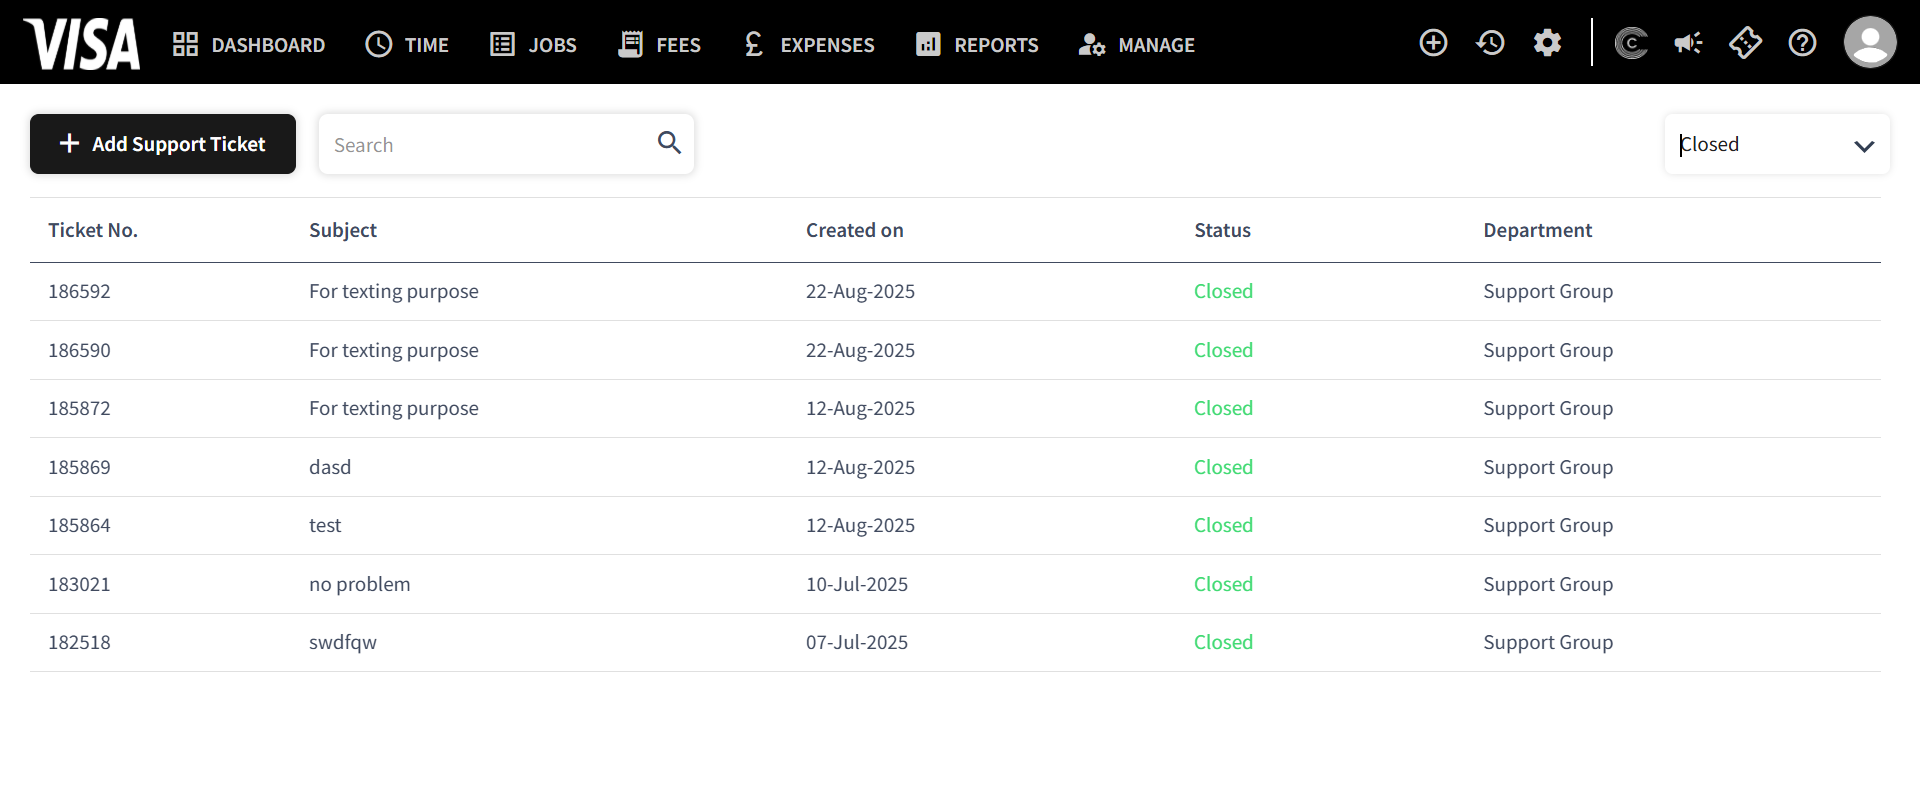 VISA DASHBOARD TIME JOBS FEES £ EXPENSES REPORTS MANAGE C ?
+ Add Support Ticket Search Closed
Ticket No. Subject Created on Status Department
186592 For texting purpose 22-Aug-2025 Closed Support Group
186590 For texting purpose 22-Aug-2025 Closed Support Group
185872 For texting purpose 12-Aug-2025 Closed Support Group
185869 dasd 12-Aug-2025 Closed Support Group
185864 test 12-Aug-2025 Closed Support Group
183021 no problem 10-Jul-2025 Closed Support Group
182518 swdfqw 07-Jul-2025 Closed Support Group